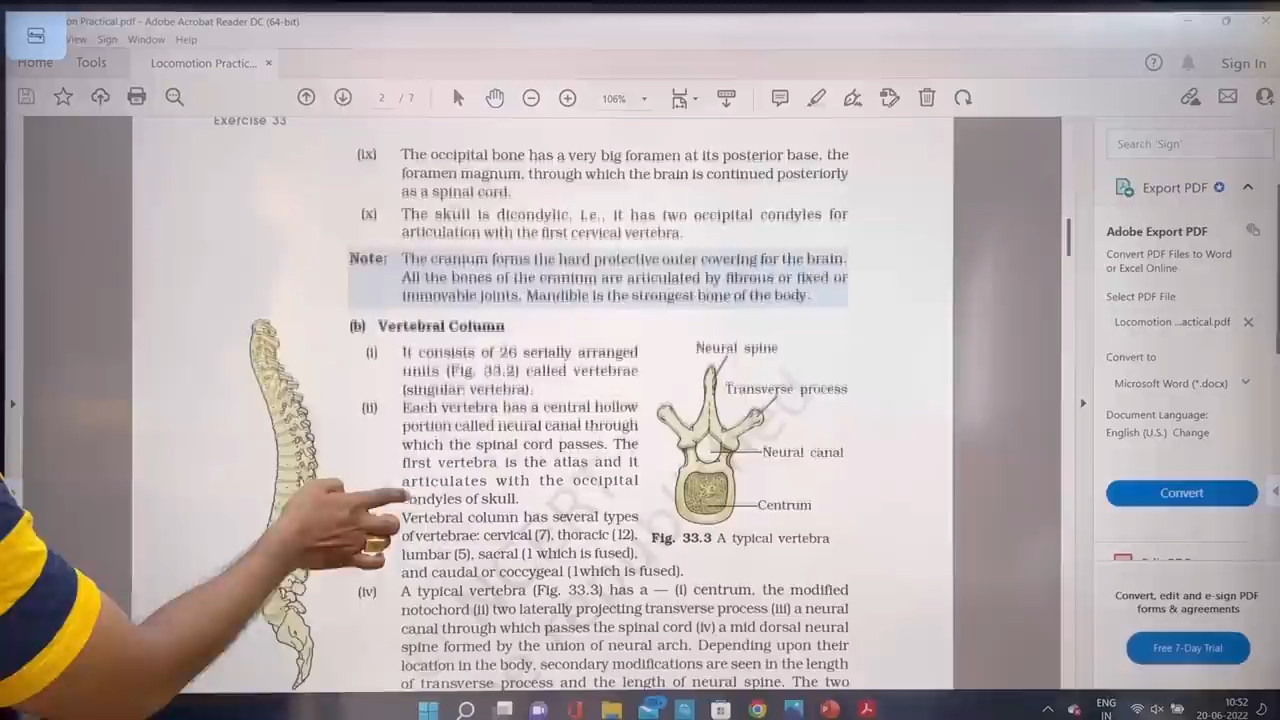 on Practical.pdf - Adobe Acrobat Reader DC (64-bit)
View Sign Window Help
Home Tools Locomotion Practic... ×
Sign In
2 / 7 106%
Exercise 33
(ix) The occipital bone has a very big foramen at its posterior base, the
foramen magnum, through which the brain is continued posteriorly
as a spinal cord.
(x) The skull is dicondylic, i.e., it has two occipital condyles for
articulation with the first cervical vertebra.
Note: The cranium forms the hard protective outer covering for the brain.
All the bones of the cranium are articulated by fibrous or fixed or
immovable joints. Mandible is the strongest bone of the body.
(b) Vertebral Column
(i) It consists of 26 serially arranged
units (Fig. 33.2) called vertebrae
(singular: vertebra).
(ii) Each vertebra has a central hollow
portion called neural canal through
which the spinal cord passes. The
first vertebra is the atlas and it
articulates with the occipital
condyles of skull.
Vertebral column has several types
of vertebrae: cervical (7), thoracic (12),
lumbar (5), sacral (1 which is fused),
and caudal or coccygeal (1which is fused).
(iv) A typical vertebra (Fig. 33.3) has a — (i) centrum, the modified
notochord (ii) two laterally projecting transverse process (iii) a neural
canal through which passes the spinal cord (iv) a mid dorsal neural
spine formed by the union of neural arch. Depending upon their
location in the body, secondary modifications are seen in the length
of transverse process and the length of neural spine. The two
Neural spine
Transverse process
Neural canal
Centrum
Fig. 33.3 A typical vertebra
Search 'Sign'
Export PDF
Adobe Export PDF
Convert PDF Files to Word
or Excel Online
Select PDF File
Locomotion ...actical.pdf ×
Convert to
Microsoft Word (*.docx)
Document Language:
English (U.S.) Change
Convert
Convert, edit and e-sign PDF
forms & agreements
Free 7-Day Trial
ENG
IN
10:52
20-06-2022